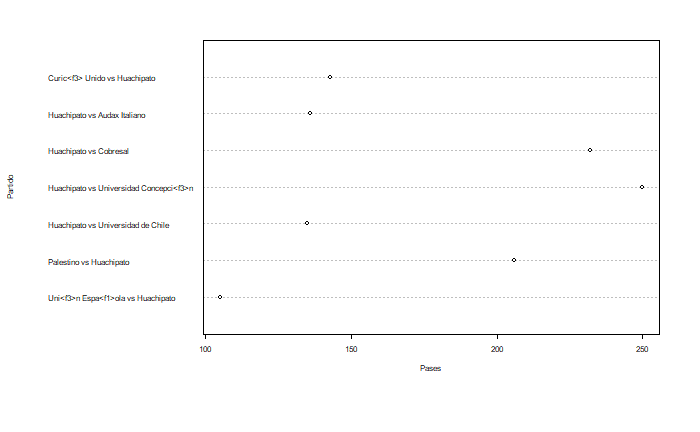 Curic<f3> Unido vs Huachipato
Huachipato vs Audax Italiano
Huachipato vs Cobresal
Huachipato vs Universidad Concepci<f3>n
Huachipato vs Universidad de Chile
Palestino vs Huachipato
Uni<f3>n Espa<f1>ola vs Huachipato
Partido
100 150 200 250
Pases